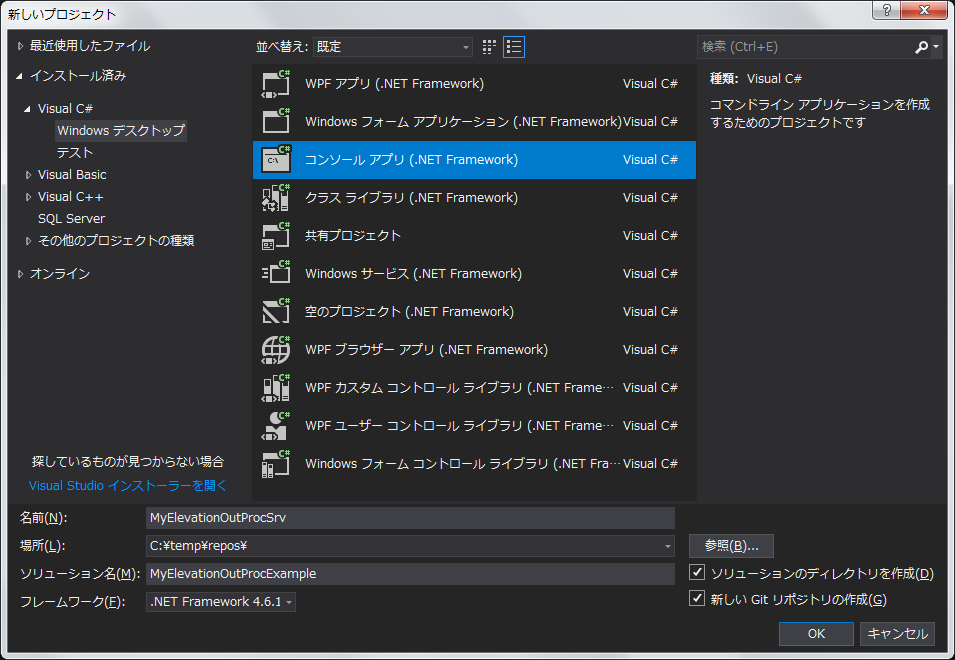 新しいプロジェクト
?
最近使用したファイル
インストール済み
Visual C#
Windows デスクトップ
テスト
Visual Basic
Visual C++
SQL Server
その他のプロジェクトの種類
オンライン
探しているものが見つからない場合
Visual Studio インストーラーを開く
並べ替え: 既定
WPF アプリ (.NET Framework) Visual C#
Windows フォーム アプリケーション (.NET Framework) Visual C#
コンソール アプリ (.NET Framework) Visual C#
クラス ライブラリ (.NET Framework) Visual C#
共有プロジェクト Visual C#
Windows サービス (.NET Framework) Visual C#
空のプロジェクト (.NET Framework) Visual C#
WPF ブラウザー アプリ (.NET Framework) Visual C#
WPF カスタム コントロール ライブラリ (.NET Frame… Visual C#
WPF ユーザー コントロール ライブラリ (.NET Frame… Visual C#
Windows フォーム コントロール ライブラリ (.NET Fra… Visual C#
検索 (Ctrl+E)
種類: Visual C#
コマンドライン アプリケーションを作成
するためのプロジェクトです
名前(N): MyElevationOutProcSrv
場所(L): C:¥temp¥repos¥ 参照(B)...
ソリューション名(M): MyElevationOutProcExample ソリューションのディレクトリを作成(D)
フレームワーク(F): .NET Framework 4.6.1 新しい Git リポジトリの作成(G)
OK キャンセル